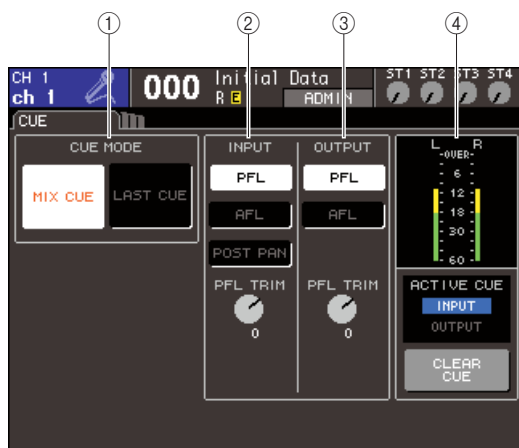 ① ② ③ ④
CH 1
ch 1
000
Initial Data
R E ADMIN
ST1 ST2 ST3 ST4
CUE
CUE MODE
MIX CUE
LAST CUE
INPUT
PFL
AFL
POST PAN
PFL TRIM
0
OUTPUT
PFL
AFL
PFL TRIM
0
L R
-OVER-
6
12
18
30
60
ACTIVE CUE
INPUT
OUTPUT
CLEAR
CUE